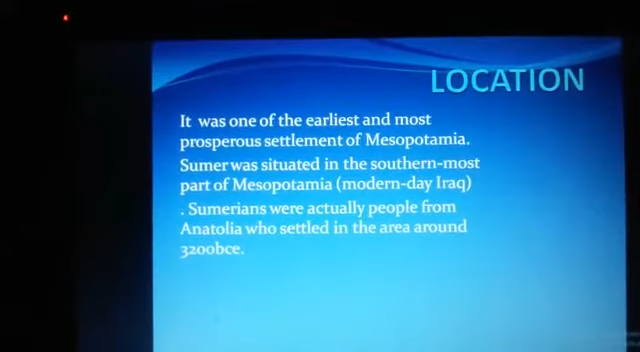 LOCATION
It was one of the earliest and most
prosperous settlement of Mesopotamia.
Sumer was situated in the southern-most
part of Mesopotamia (modern-day Iraq)
. Sumerians were actually people from
Anatolia who settled in the area around
3200bce.